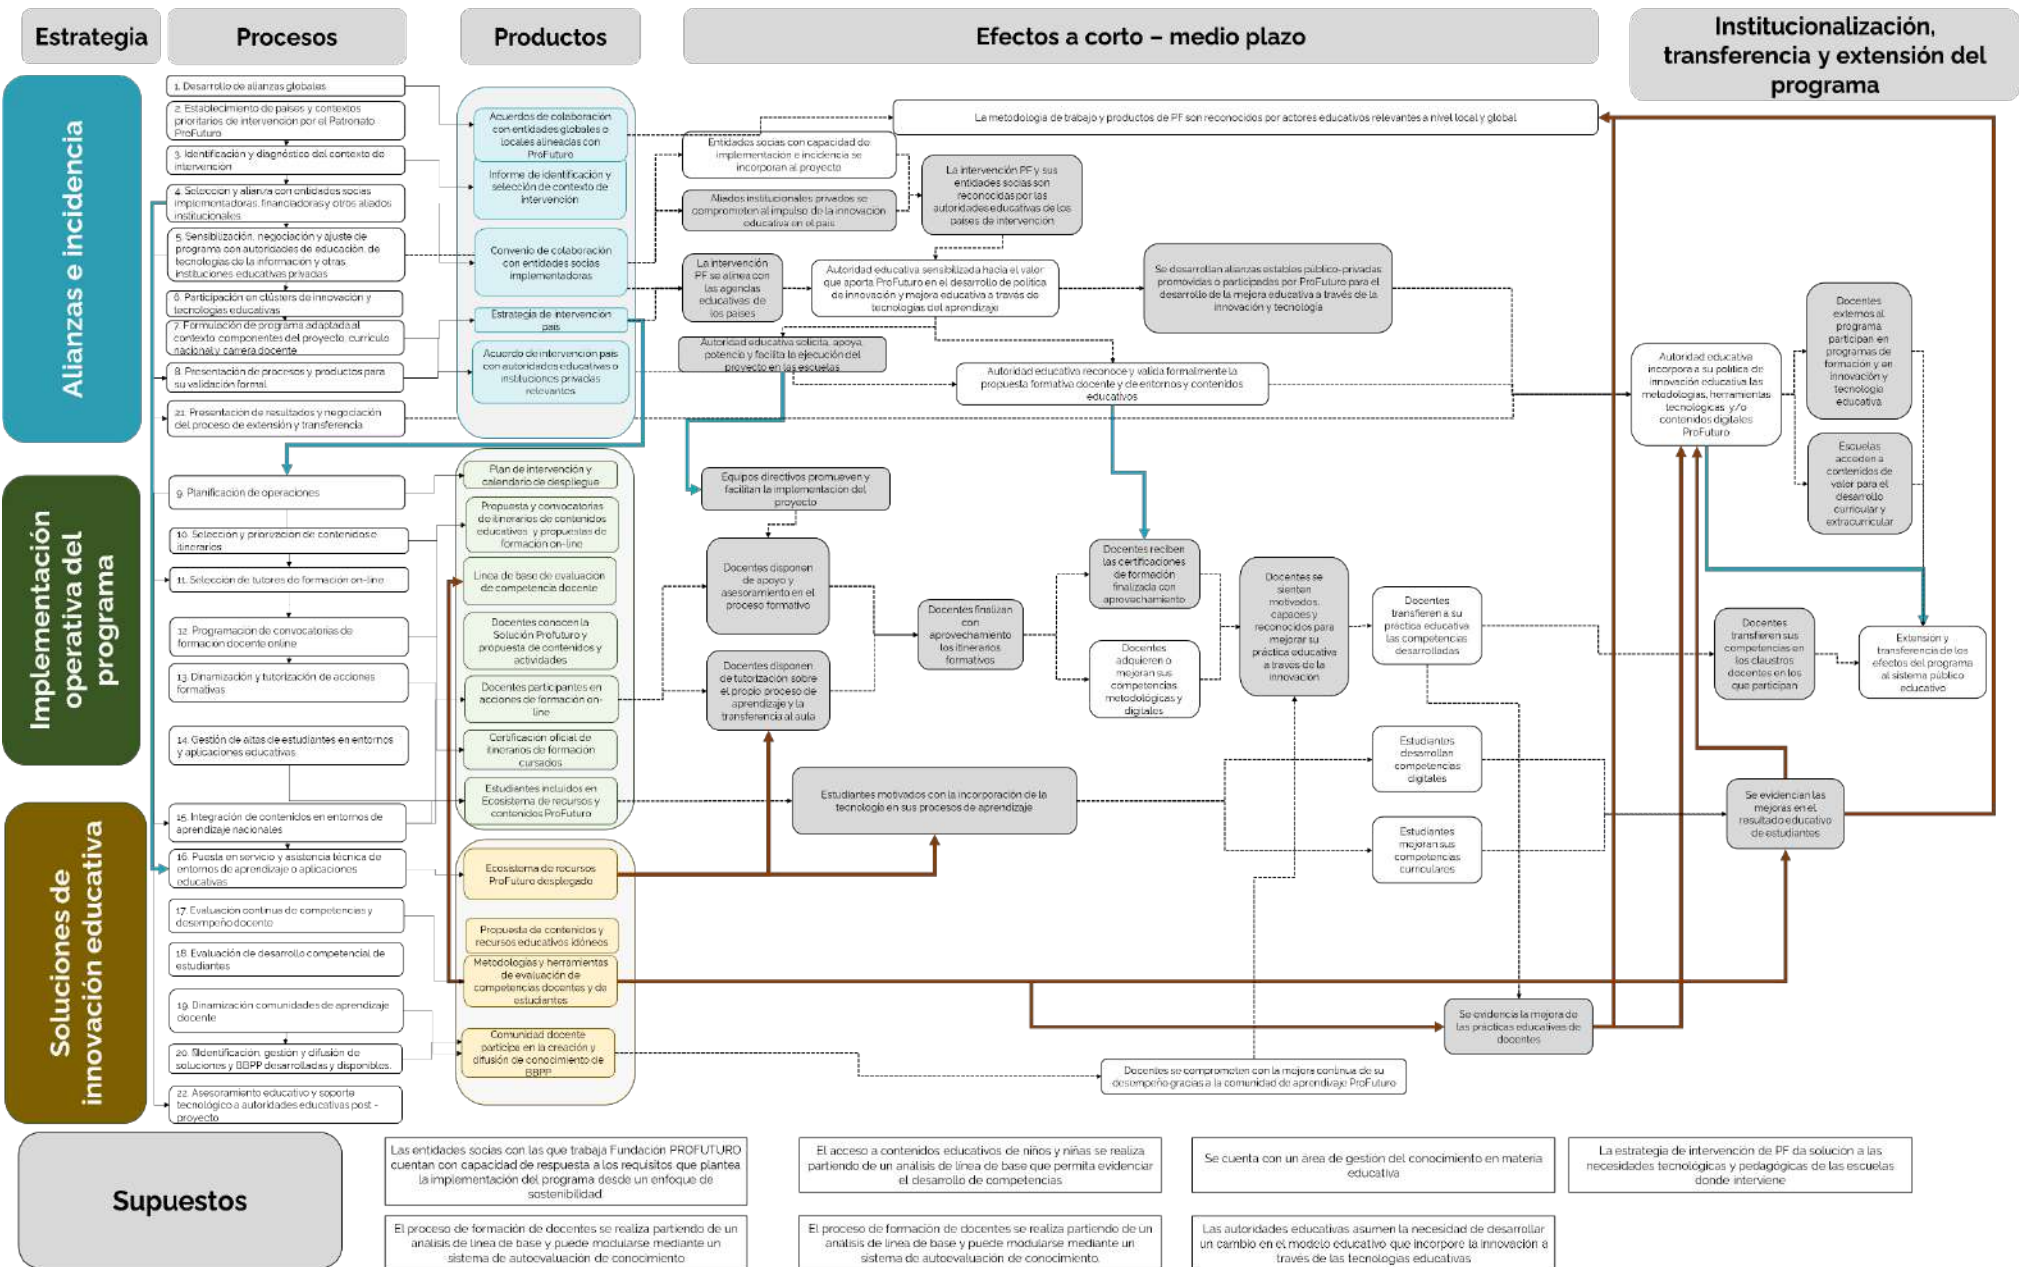 Estrategia
Procesos
Productos
Efectos a corto – medio plazo
Institucionalización,
transferencia y extensión del
programa
Alianzas e incidencia
1. Desarrollo de alianzas globales
2. Establecimiento de países y contextos
prioritarios de intervención por el Patronato
ProFuturo
3. Identificación y diagnóstico del contexto de
intervención
4. Selección y alianza con entidades socias
implementadoras, financiadoras y otros aliados
institucionales
5. Sensibilización, negociación y ajuste de
programa con autoridades de educación, de
tecnologías de la información y otras
instituciones educativas privadas
6. Participación en clústers de innovación y
tecnologías educativas
7. Formulación de programa adaptada al
contexto: componentes del proyecto, currículo
nacional y carrera docente
8. Presentación de procesos y productos para
su validación formal
21. Presentación de resultados y negociación
del proceso de extensión y transferencia
Acuerdos de colaboración
con entidades globales o
locales alineadas con
ProFuturo
Informe de identificación y
selección de contexto de
intervención
Convenio de colaboración
con entidades socias
implementadoras
Estrategia de intervención
país
Acuerdo de intervención país
con autoridades educativas o
instituciones privadas
relevantes
La metodología de trabajo y productos de PF son reconocidos por actores educativos relevantes a nivel local y global
Entidades socias con capacidad de
implementación e incidencia se
incorporan al proyecto
Aliados institucionales privados se
comprometen al impulso de la innovación
educativa en el país
La intervención PF y sus
entidades socias son
reconocidas por las
autoridades educativas de los
países de intervención
La intervención
PF se alinea con
las agendas
educativas de
los países
Autoridad educativa sensibilizada hacia el valor
que aporta ProFuturo en el desarrollo de política
de innovación y mejora educativa a través de
tecnologías del aprendizaje
Se desarrollan alianzas estables público-privadas
promovidas o participadas por ProFuturo para el
desarrollo de la mejora educativa a través de la
innovación y tecnología
Autoridad educativa solicita, apoya,
potencia y facilita la ejecución del
proyecto en las escuelas
Autoridad educativa reconoce y valida formalmente la
propuesta formativa docente y de entornos y contenidos
educativos
Autoridad educativa
incorpora a su política de
innovación educativa las
metodologías, herramientas
tecnológicas y/o
contenidos digitales
ProFuturo
Docentes
externos al
programa
participan en
programas de
formación y en
innovación y
tecnología
educativa
Escuelas
acceden a
contenidos de
valor para el
desarrollo
curricular y
extracurricular
Implementación
operativa del
programa
9. Planificación de operaciones
10. Selección y priorización de contenidos e
itinerarios
11. Selección de tutores de formación on-line
12. Programación de convocatorias de
formación docente online
13. Dinamización y tutorización de acciones
formativas
14. Gestión de altas de estudiantes en entornos
y aplicaciones educativas
Plan de intervención y
calendario de despliegue
Propuesta y convocatorias
de itinerarios de contenidos
educativos y propuestas de
formación on-line
Línea de base de evaluación
de competencia docente
Docentes conocen la
Solución Profuturo y
propuesta de contenidos y
actividades
Docentes participantes en
acciones de formación on-
line
Certificación oficial de
itinerarios de formación
cursados
Estudiantes incluidos en
Ecosistema de recursos y
contenidos ProFuturo
Equipos directivos promueven y
facilitan la implementación del
proyecto
Docentes disponen
de apoyo y
asesoramiento en el
proceso formativo
Docentes disponen
de tutorización sobre
el propio proceso de
aprendizaje y la
transferencia al aula
Docentes finalizan
con
aprovechamiento
los itinerarios
formativos
Docentes reciben
las certificaciones
de formación
finalizada con
aprovechamiento
Docentes
adquieren o
mejoran sus
competencias
metodológicas y
digitales
Docentes se
sienten
motivados,
capaces y
reconocidos para
mejorar su
práctica educativa
a través de la
innovación
Docentes
transfieren a su
práctica educativa
las competencias
desarrolladas
Docentes
transfieren sus
competencias en
los claustros
docentes en los
que participan
Extensión y
transferencia de los
efectos del programa
al sistema público
educativo
Estudiantes
desarrollan
competencias
digitales
Estudiantes motivados con la incorporación de la
tecnología en sus procesos de aprendizaje
Estudiantes
mejoran sus
competencias
curriculares
Se evidencian las
mejoras en el
resultado educativo
de estudiantes
Soluciones de
innovación educativa
15. Integración de contenidos en entornos de
aprendizaje nacionales
16. Puesta en servicio y asistencia técnica de
entornos de aprendizaje o aplicaciones
educativas
17. Evaluación continua de competencias y
desempeño docente
18. Evaluación de desarrollo competencial de
estudiantes
19. Dinamización comunidades de aprendizaje
docente
20. fIdentificación, gestión y difusión de
soluciones y BBPP desarrolladas y disponibles.
22. Asesoramiento educativo y soporte
tecnológico a autoridades educativas post -
proyecto
Ecosistema de recursos
ProFuturo desplegado
Propuesta de contenidos y
recursos educativos idóneos
Metodologías y herramientas
de evaluación de
competencias docentes y de
estudiantes
Comunidad docente
participa en la creación y
difusión de conocimiento de
BBPP
Se evidencia la mejora de
las prácticas educativas de
docentes
Docentes se comprometen con la mejora continua de su
desempeño gracias a la comunidad de aprendizaje ProFuturo
Supuestos
Las entidades socias con las que trabaja Fundación PROFUTURO
cuentan con capacidad de respuesta a los requisitos que plantea
la implementación del programa desde un enfoque de
sostenibilidad
El acceso a contenidos educativos de niños y niñas se realiza
partiendo de un análisis de línea de base que permita evidenciar
el desarrollo de competencias
Se cuenta con un área de gestión del conocimiento en materia
educativa
La estrategia de intervención de PF da solución a las
necesidades tecnológicas y pedagógicas de las escuelas
donde interviene
El proceso de formación de docentes se realiza partiendo de un
análisis de línea de base y puede modularse mediante un
sistema de autoevaluación de conocimiento
El proceso de formación de docentes se realiza partiendo de un
análisis de línea de base y puede modularse mediante un
sistema de autoevaluación de conocimiento.
Las autoridades educativas asumen la necesidad de desarrollar
un cambio en el modelo educativo que incorpore la innovación a
través de las tecnologías educativas